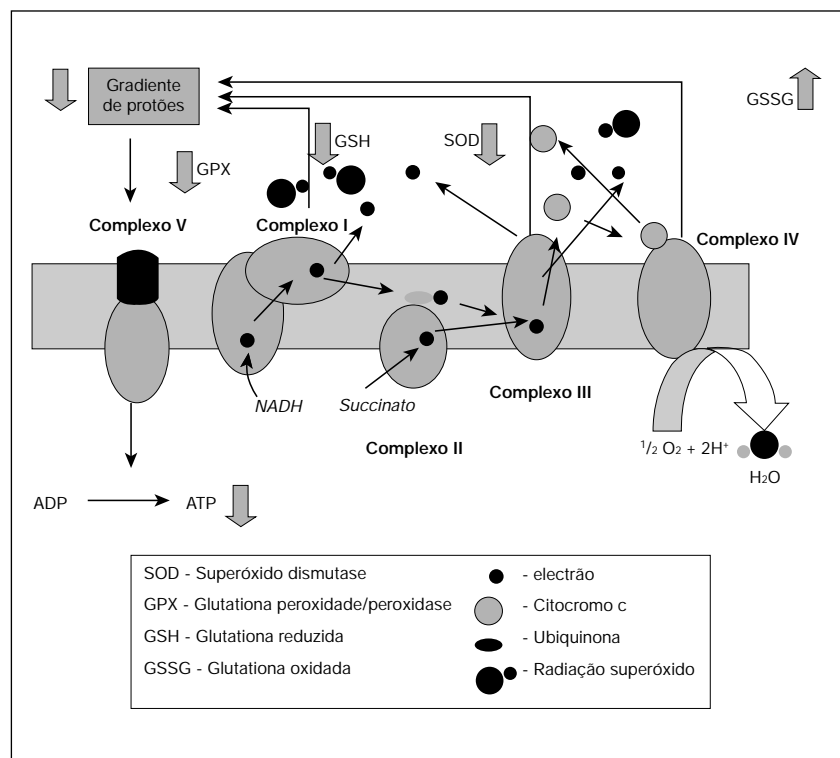 Gradiente
de protões
GSSG
GSH
SOD
GPX
Complexo V
Complexo I
Complexo IV
NADH
Succinato
Complexo III
Complexo II
1/2 O2 + 2H+
H2O
ADP
ATP
SOD - Superóxido dismutase
GPX - Glutationa peroxidade/peroxidase
GSH - Glutationa reduzida
GSSG - Glutationa oxidada
- electrão
- Citocromo c
- Ubiquinona
- Radiação superóxido